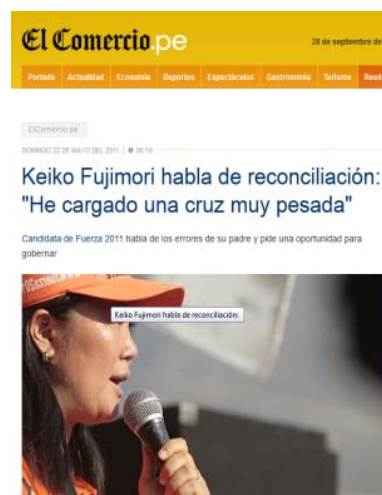 El Comercio.pe
28 de septiembre de
Portada Actualidad Economía Deportes Espectáculos Gastronomía Turismo
ElComercio.pe
DOMINGO 22 DE MAYO DEL 2011 | 00:10
Keiko Fujimori habla de reconciliación:
"He cargado una cruz muy pesada"
Candidata de Fuerza 2011 habla de los errores de su padre y pide una oportunidad para
gobernar
Keiko Fujimori habla de reconciliación: